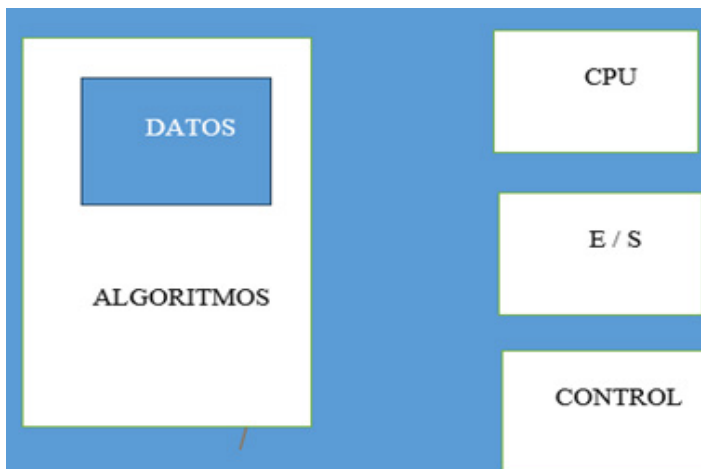 DATOS
ALGORITMOS
CPU
E / S
CONTROL